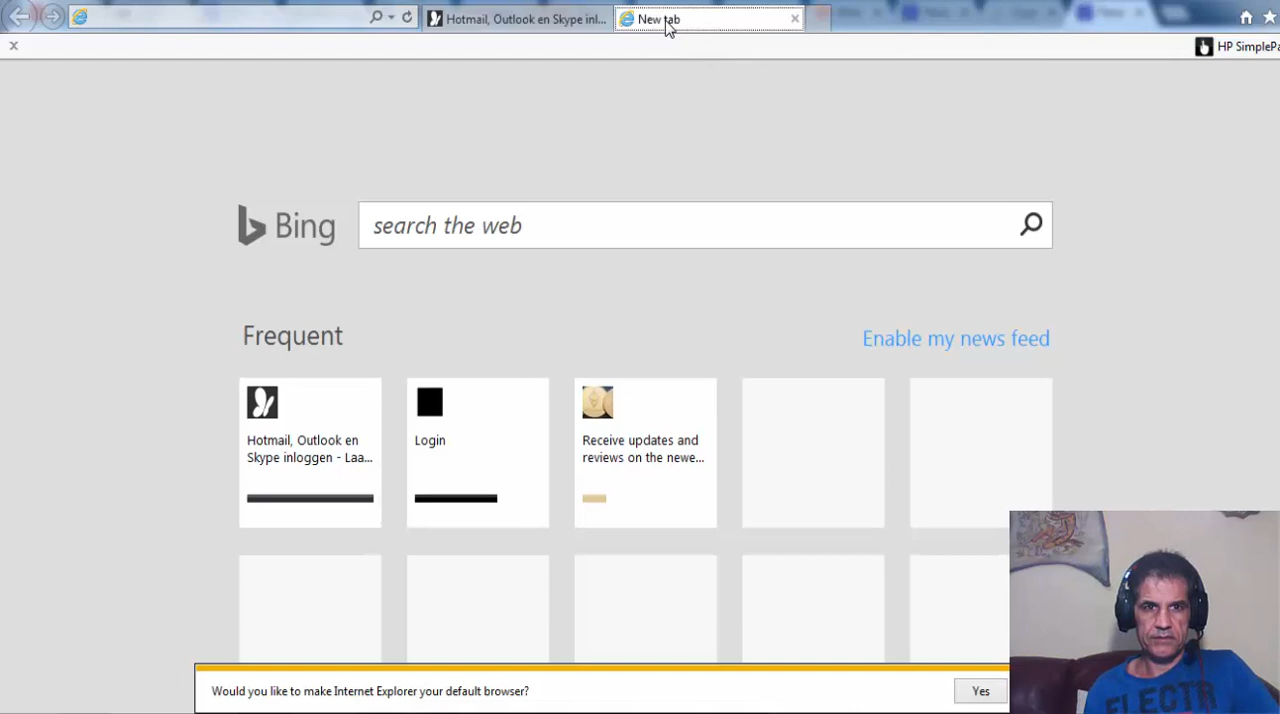 Hotmail, Outlook en Skype inl...
New tab
HP SimplePa
Bing
search the web
Frequent
Enable my news feed
Hotmail, Outlook en
Skype inloggen - Laa...
Login
Receive updates and
reviews on the newe...
Would you like to make Internet Explorer your default browser?
Yes
ELECTR